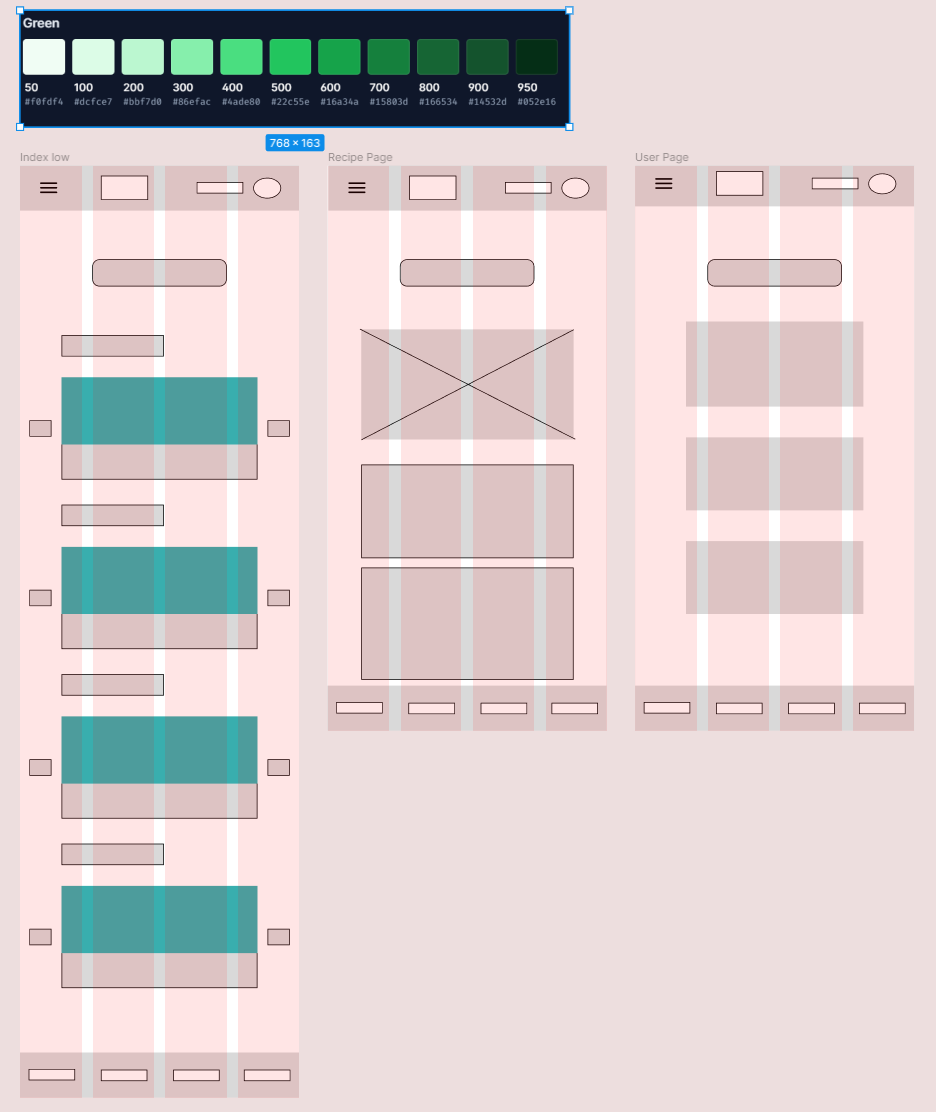 Green
50 100 200 300 400 500 600 700 800 900 950
#f0fdf4 #dcfce7 #bbf7d0 #86efac #4ade80 #22c55e #16a34a #15803d #166534 #14532d #052e16
768 × 163
Index low Recipe Page User Page